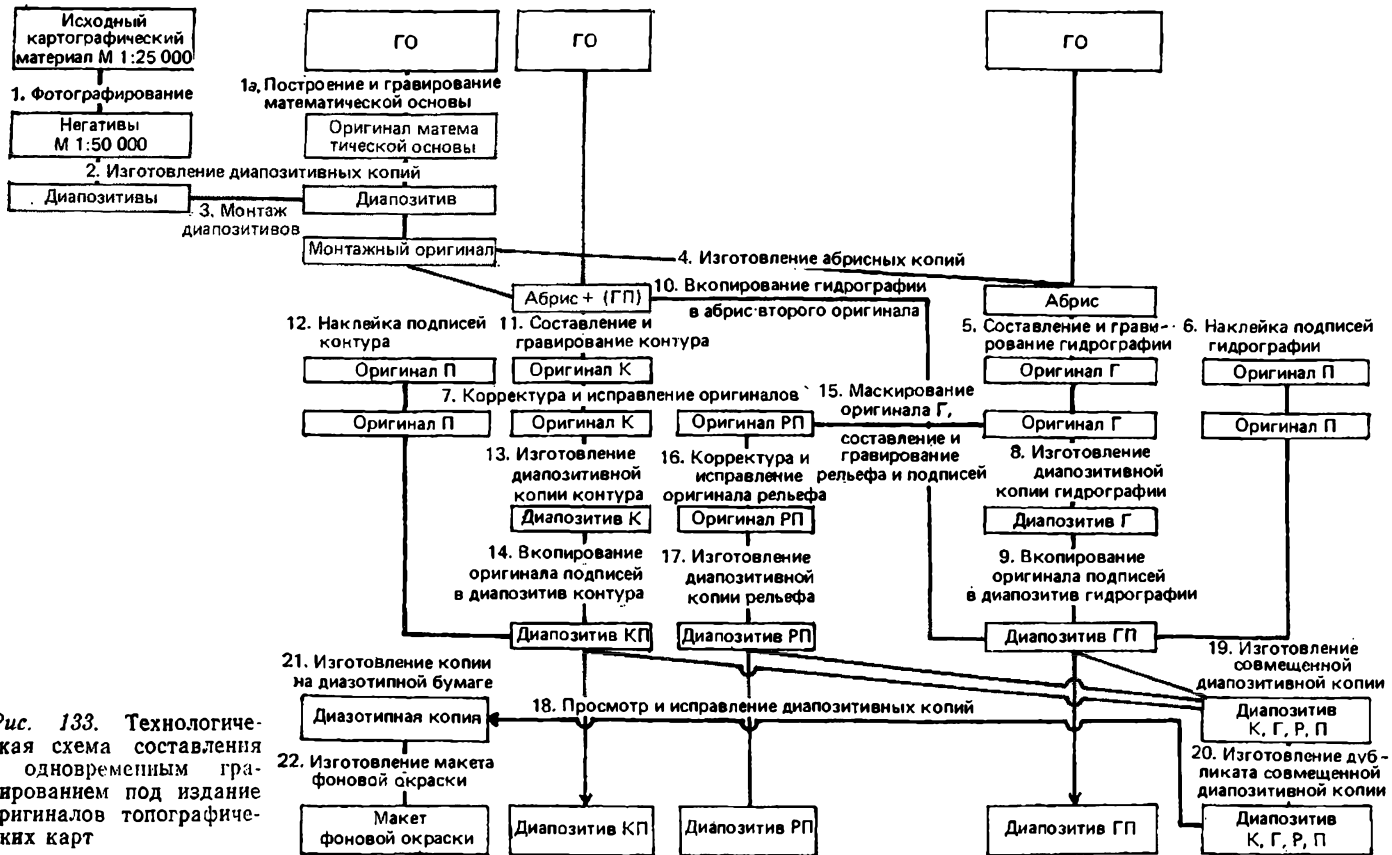 Исходный
картографический
материал М 1:25 000
ГО
ГО
ГО
1. Фотографирование
1а. Построение и гравирование
математической основы
Негативы
М 1:50 000
Оригинал матема
тической основы
2. Изготовление диапозитивных копий
Диапозитивы
Диапозитив
3. Монтаж
диапозитивов
Монтажный оригинал
4. Изготовление абрисных копий
Абрис + (ГП)
10. Вкопирование гидрографии
в абрис второго оригинала
Абрис
12. Наклейка подписей
контура
11. Составление и
гравирование контура
5. Составление и грави-
рование гидрографии
6. Наклейка подписей
гидрографии
Оригинал П
Оригинал К
Оригинал Г
Оригинал П
7. Корректура и исправление оригиналов
15. Маскирование
оригинала Г,
составление и
гравирование
рельефа и подписей
Оригинал П
Оригинал К
Оригинал РП
Оригинал Г
Оригинал П
13. Изготовление
диапозитивной
копии контура
16. Корректура и
исправление
оригинала рельефа
8. Изготовление
диапозитивной
копии гидрографии
Диапозитив К
Оригинал РП
Диапозитив Г
14. Вкопирование
оригинала подписей
в диапозитив контура
17. Изготовление
диапозитивной
копии рельефа
9. Вкопирование
оригинала подписей
в диапозитив гидрографии
Диапозитив КП
Диапозитив РП
Диапозитив ГП
21. Изготовление копии
на диазотипной бумаге
19. Изготовление
совмещенной
диапозитивной копии
Диазотипная копия
18. Просмотр и исправление диапозитивных копий
Диапозитив
К, Г, Р, П
22. Изготовление макета
фоновой окраски
20. Изготовление дуб-
ликата совмещенной
диапозитивной копии
Макет
фоновой окраски
Диапозитив КП
Диапозитив РП
Диапозитив ГП
Диапозитив
К, Г, Р, П
Рис. 133. Технологиче-
кая схема составления
одновременным гра-
ированием под издание
ригиналов топографиче-
ких карт